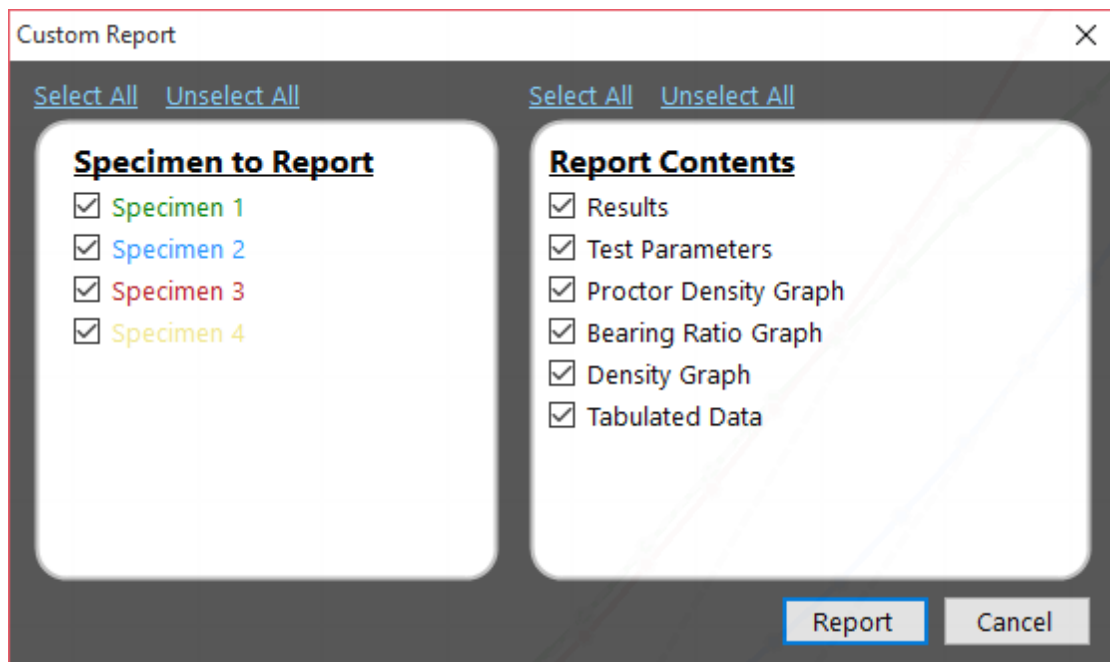 Custom Report
Select All Unselect All
Specimen to Report
Specimen 1
Specimen 2
Specimen 3
Specimen 4
Select All Unselect All
Report Contents
Results
Test Parameters
Proctor Density Graph
Bearing Ratio Graph
Density Graph
Tabulated Data
Report Cancel